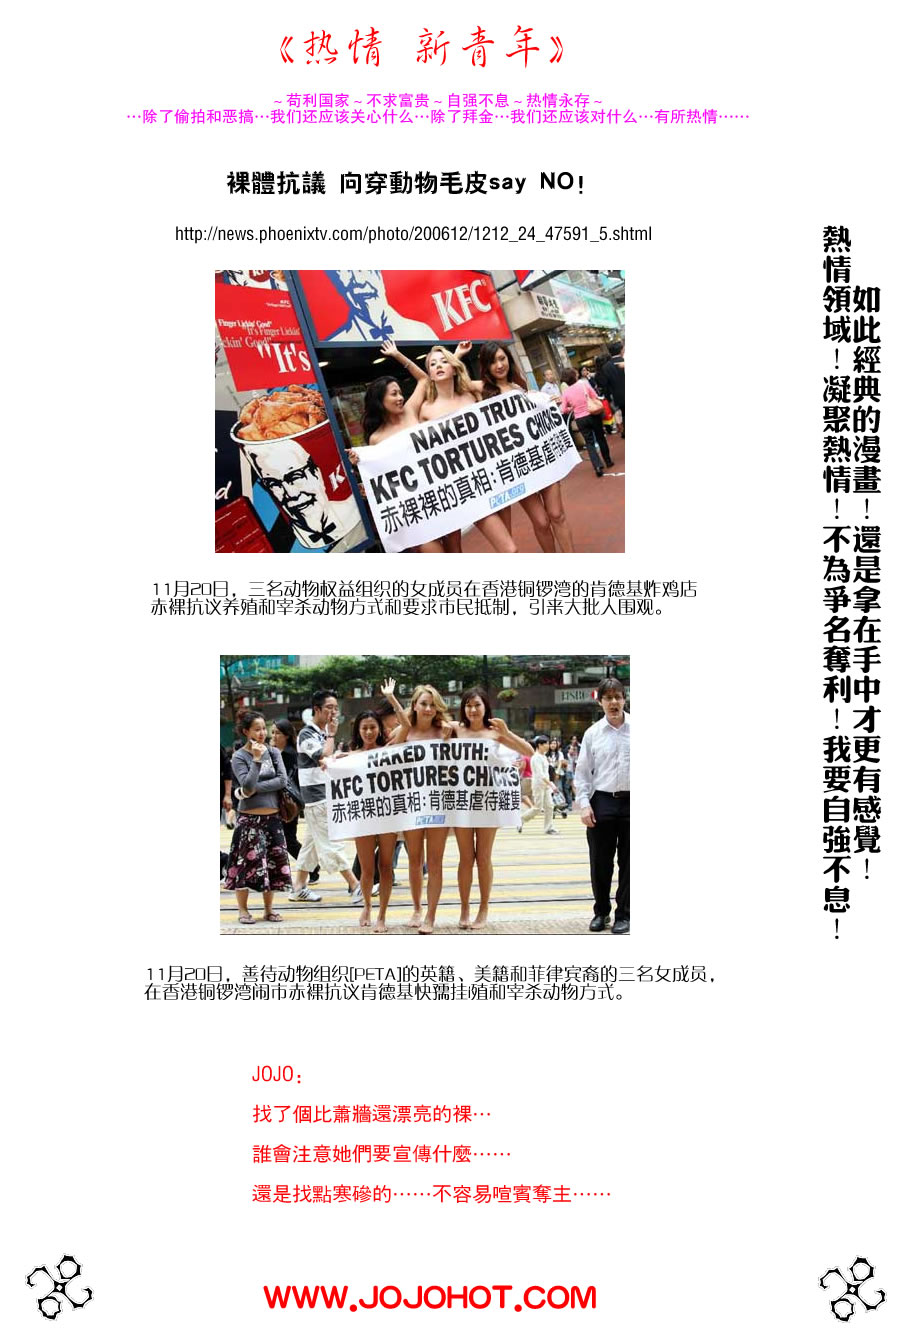 《热情 新青年》
~苟利国家~不求富贵~自强不息~热情永存~
…除了偷拍和恶搞…我们还应该关心什么…除了拜金…我们还应该对什么…有所热情……
裸體抗議 向穿動物毛皮say NO!
http://news.phoenixtv.com/photo/200612/1212_24_47591_5.shtml
KFC
Finger Lickin' Good"
"It's Finger Lickin'
ckin' Good"
"It's
NAKED TRUTH:
KFC TORTURES CHICKS
赤裸裸的真相:肯德基虐待雞隻
PETA
11月20日，三名动物权益组织的女成员在香港铜锣湾的肯德基炸鸡店
赤裸抗议养殖和宰杀动物方式和要求市民抵制，引来大批人围观。
HSBC
NAKED TRUTH:
KFC TORTURES CHICKS
赤裸裸的真相:肯德基虐待雞隻
PETA
11月20日，善待动物组织[PETA]的英籍、美籍和菲律宾裔的三名女成员，
在香港铜锣湾闹市赤裸抗议肯德基快孺挂i殖和宰杀动物方式。
如此經典的漫畫！還是拿在手中才更有感覺！
熱情領域！凝聚熱情！不為爭名奪利！我要自強不息！
JOJO：
找了個比蕭牆還漂亮的裸…
誰會注意她們要宣傳什麼……
還是找點寒磣的……不容易喧賓奪主……
WWW.JOJOHOT.COM